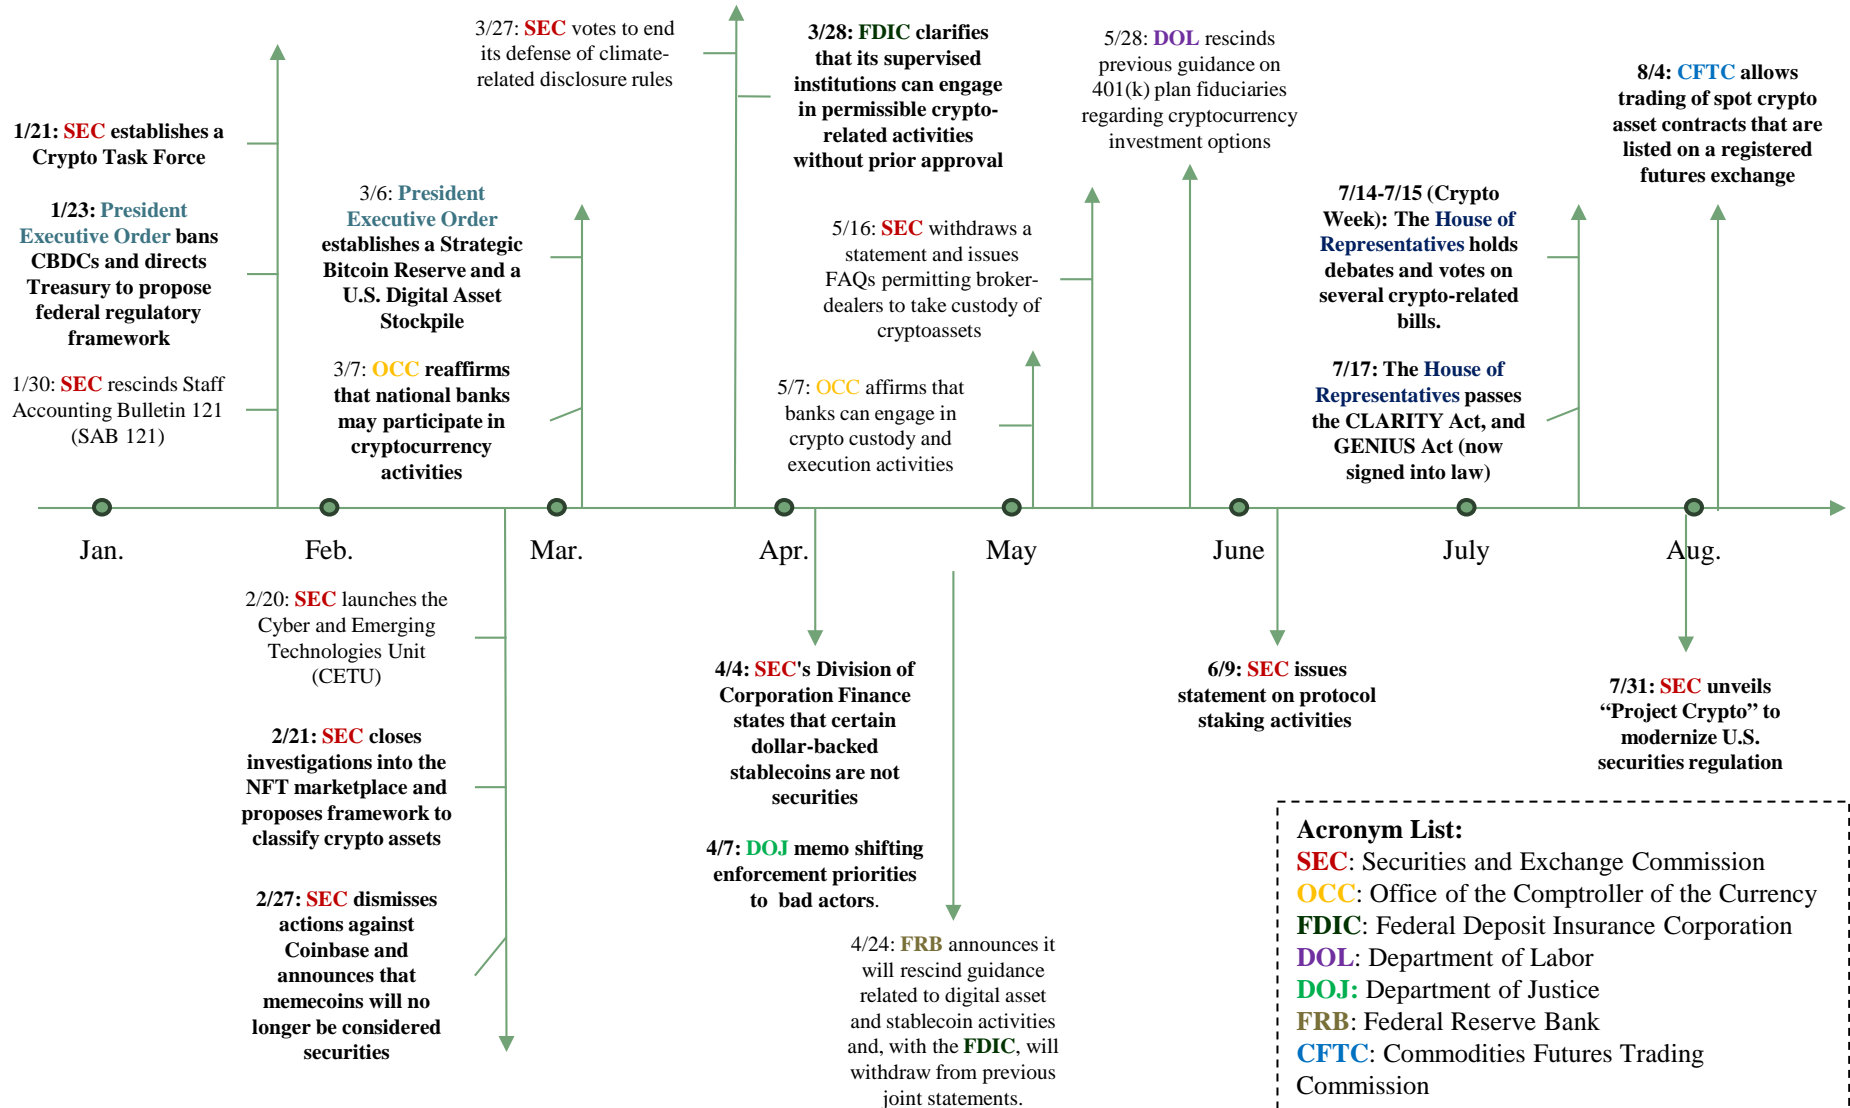 3/27: SEC votes to end
its defense of climate-
related disclosure rules
3/28: FDIC clarifies
that its supervised
institutions can engage
in permissible crypto-
related activities
without prior approval
5/28: DOL rescinds
previous guidance on
401(k) plan fiduciaries
regarding cryptocurrency
investment options
8/4: CFTC allows
trading of spot crypto
asset contracts that are
listed on a registered
futures exchange
1/21: SEC establishes a
Crypto Task Force
1/23: President
Executive Order bans
CBDCs and directs
Treasury to propose
federal regulatory
framework
1/30: SEC rescinds Staff
Accounting Bulletin 121
(SAB 121)
3/6: President
Executive Order
establishes a Strategic
Bitcoin Reserve and a
U.S. Digital Asset
Stockpile
3/7: OCC reaffirms
that national banks
may participate in
cryptocurrency
activities
5/16: SEC withdraws a
statement and issues
FAQs permitting broker-
dealers to take custody of
cryptoassets
5/7: OCC affirms that
banks can engage in
crypto custody and
execution activities
7/14-7/15 (Crypto
Week): The House of
Representatives holds
debates and votes on
several crypto-related
bills.
7/17: The House of
Representatives passes
the CLARITY Act, and
GENIUS Act (now
signed into law)
Jan.
Feb.
Mar.
Apr.
May
June
July
Aug.
2/20: SEC launches the
Cyber and Emerging
Technologies Unit
(CETU)
2/21: SEC closes
investigations into the
NFT marketplace and
proposes framework to
classify crypto assets
2/27: SEC dismisses
actions against
Coinbase and
announces that
memecoins will no
longer be considered
securities
4/4: SEC's Division of
Corporation Finance
states that certain
dollar-backed
stablecoins are not
securities
4/7: DOJ memo shifting
enforcement priorities
to bad actors.
4/24: FRB announces it
will rescind guidance
related to digital asset
and stablecoin activities
and, with the FDIC, will
withdraw from previous
joint statements.
6/9: SEC issues
statement on protocol
staking activities
7/31: SEC unveils
“Project Crypto” to
modernize U.S.
securities regulation
Acronym List:
SEC: Securities and Exchange Commission
OCC: Office of the Comptroller of the Currency
FDIC: Federal Deposit Insurance Corporation
DOL: Department of Labor
DOJ: Department of Justice
FRB: Federal Reserve Bank
CFTC: Commodities Futures Trading
Commission